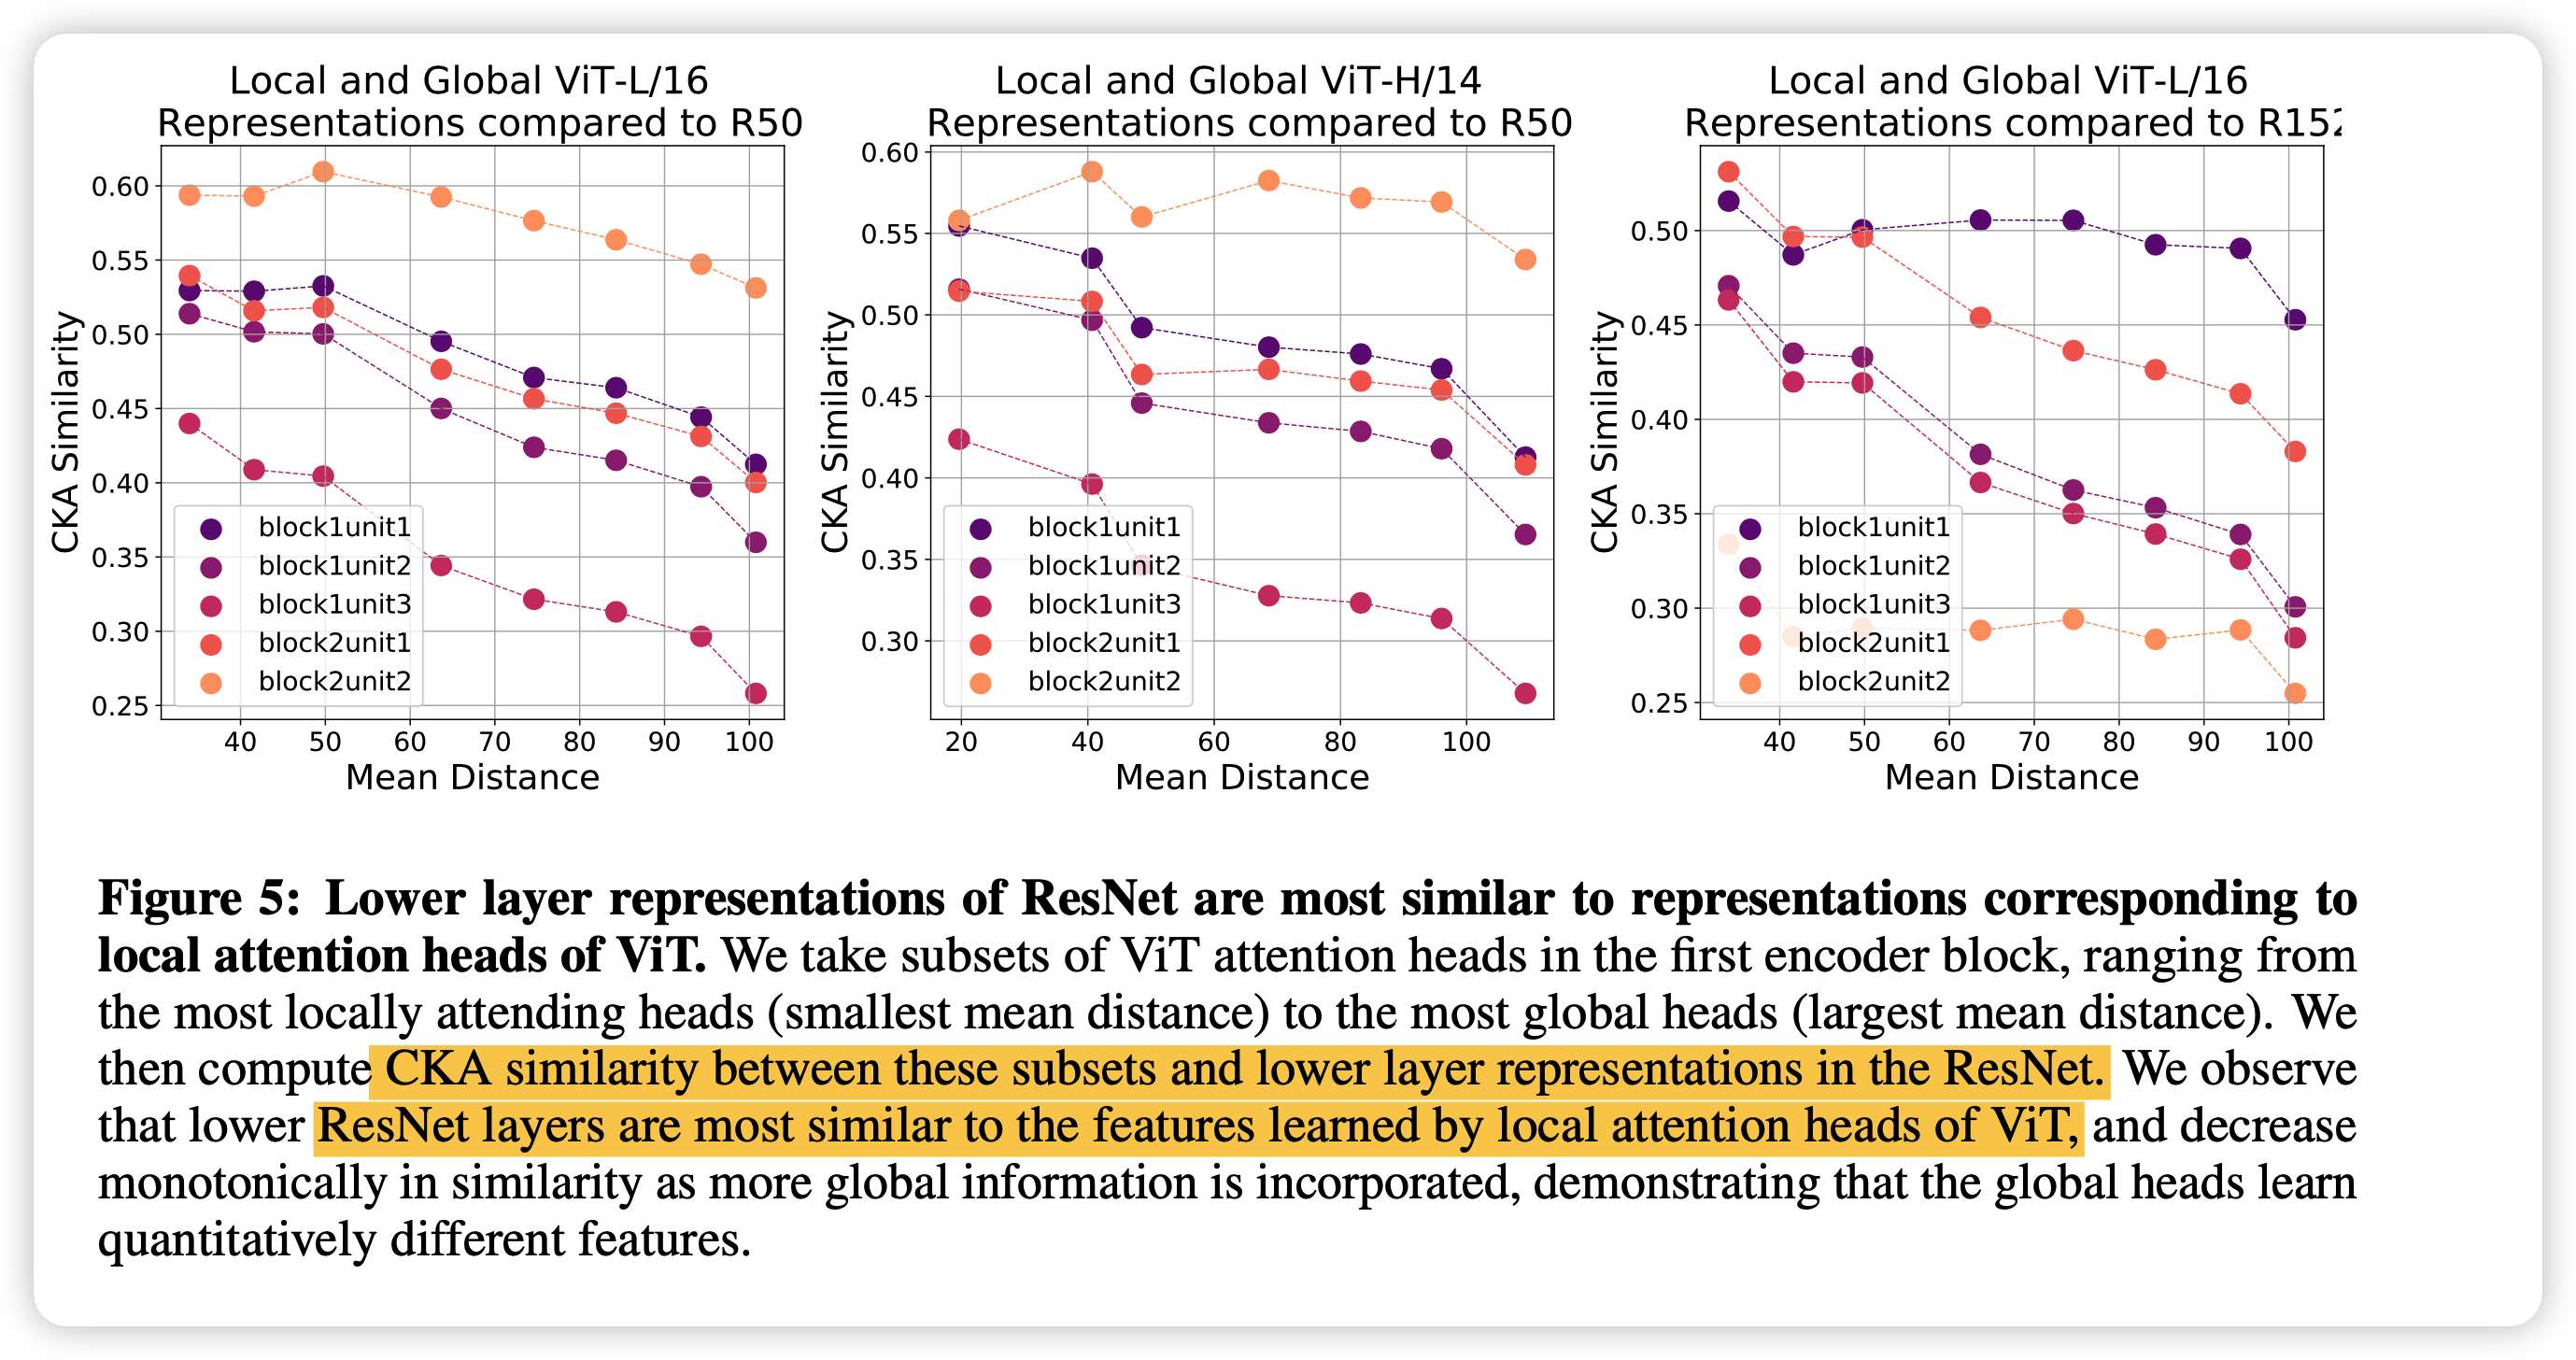 Local and Global ViT-L/16
Representations compared to R50
CKA Similarity
0.60
0.55
0.50
0.45
0.40
0.35
0.30
0.25
block1unit1
block1unit2
block1unit3
block2unit1
block2unit2
40 50 60 70 80 90 100
Mean Distance
Local and Global ViT-H/14
Representations compared to R50
CKA Similarity
0.60
0.55
0.50
0.45
0.40
0.35
0.30
block1unit1
block1unit2
block1unit3
block2unit1
block2unit2
20 40 60 80 100
Mean Distance
Local and Global ViT-L/16
Representations compared to R152
CKA Similarity
0.50
0.45
0.40
0.35
0.30
0.25
block1unit1
block1unit2
block1unit3
block2unit1
block2unit2
40 50 60 70 80 90 100
Mean Distance
Figure 5: Lower layer representations of ResNet are most similar to representations corresponding to
local attention heads of ViT. We take subsets of ViT attention heads in the first encoder block, ranging from
the most locally attending heads (smallest mean distance) to the most global heads (largest mean distance). We
then compute CKA similarity between these subsets and lower layer representations in the ResNet. We observe
that lower ResNet layers are most similar to the features learned by local attention heads of ViT, and decrease
monotonically in similarity as more global information is incorporated, demonstrating that the global heads learn
quantitatively different features.